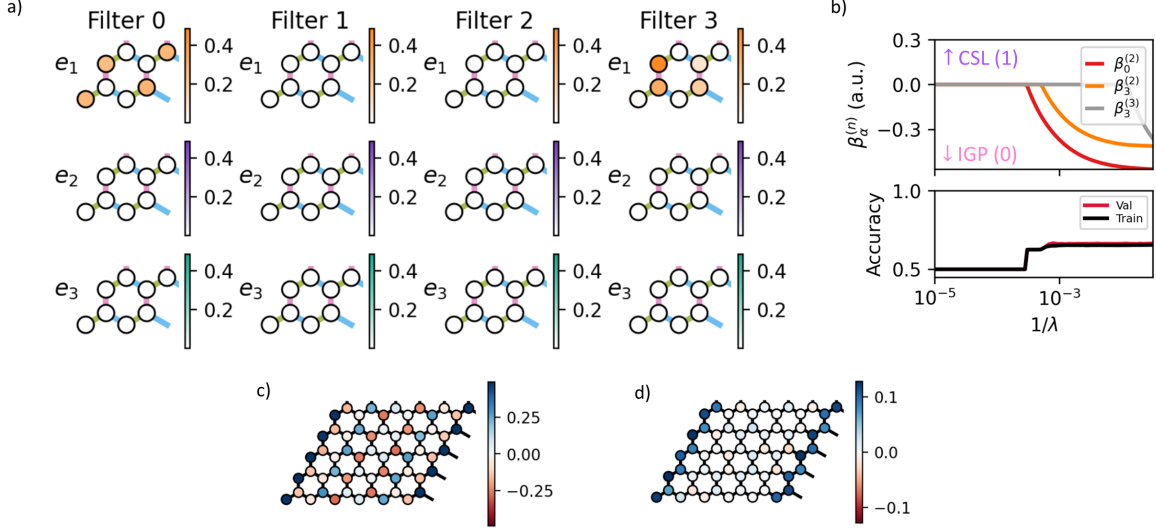 a)
Filter 0 Filter 1 Filter 2 Filter 3
e1 0.4 0.2 e1 0.4 0.2 e1 0.4 0.2 e1 0.4 0.2
e2 0.4 0.2 e2 0.4 0.2 e2 0.4 0.2 e2 0.4 0.2
e3 0.4 0.2 e3 0.4 0.2 e3 0.4 0.2 e3 0.4 0.2
b)
0.3
0.0
−0.3
β_α^(n) (a.u.)
↑ CSL (1)
↓ IGP (0)
β_0^(2)
β_3^(2)
β_3^(3)
1.0
0.5
Accuracy
Val
Train
10^−5 10^−3
1/λ
c)
0.25
0.00
−0.25
d)
0.1
0.0
−0.1